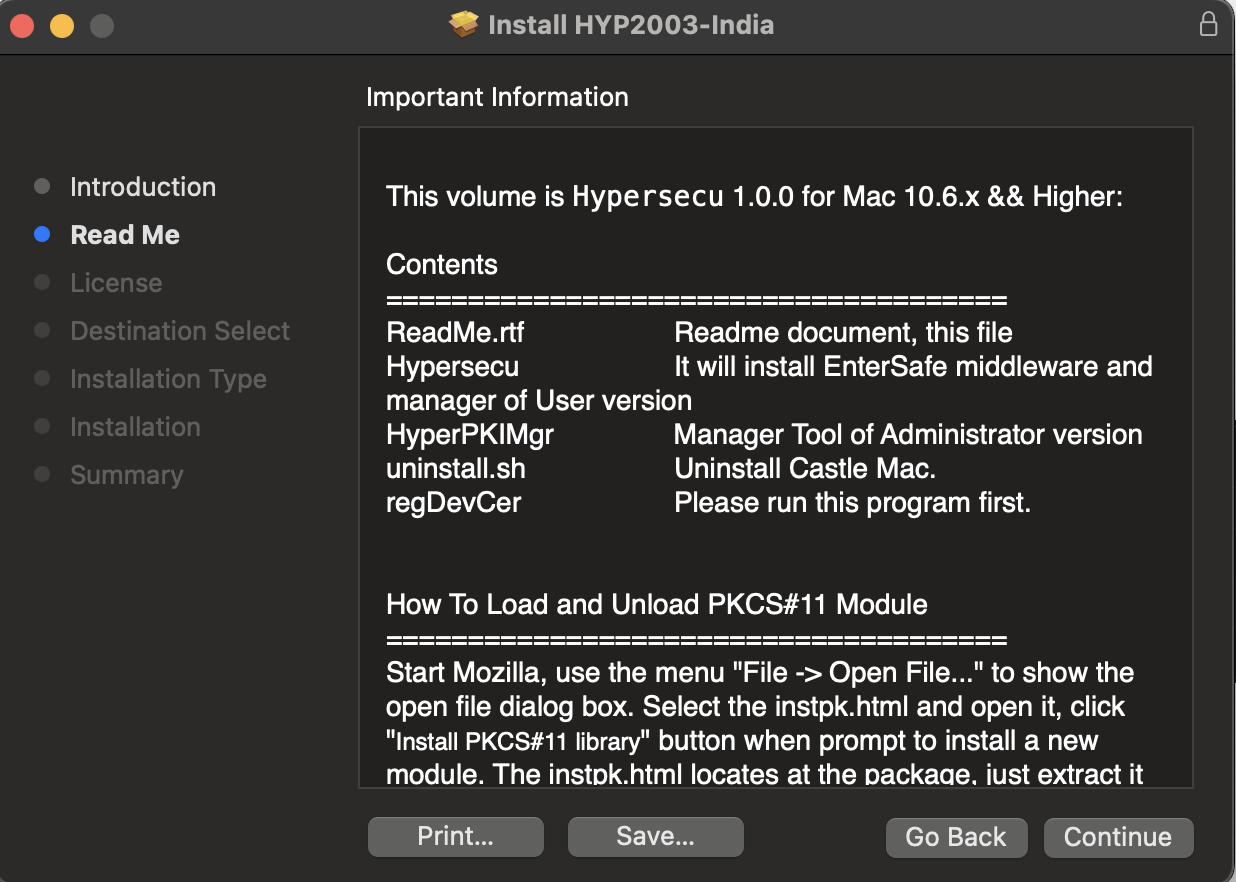 Install HYP2003-India
Important Information
Introduction
Read Me
License
Destination Select
Installation Type
Installation
Summary
This volume is Hypersecu 1.0.0 for Mac 10.6.x && Higher:
Contents
======================================
ReadMe.rtf Readme document, this file
Hypersecu It will install EnterSafe middleware and
manager of User version
HyperPKIMgr Manager Tool of Administrator version
uninstall.sh Uninstall Castle Mac.
regDevCer Please run this program first.
How To Load and Unload PKCS#11 Module
======================================
Start Mozilla, use the menu "File -> Open File..." to show the
open file dialog box. Select the instpk.html and open it, click
"Install PKCS#11 library" button when prompt to install a new
module. The instpk.html locates at the package, just extract it
Print...
Save...
Go Back
Continue